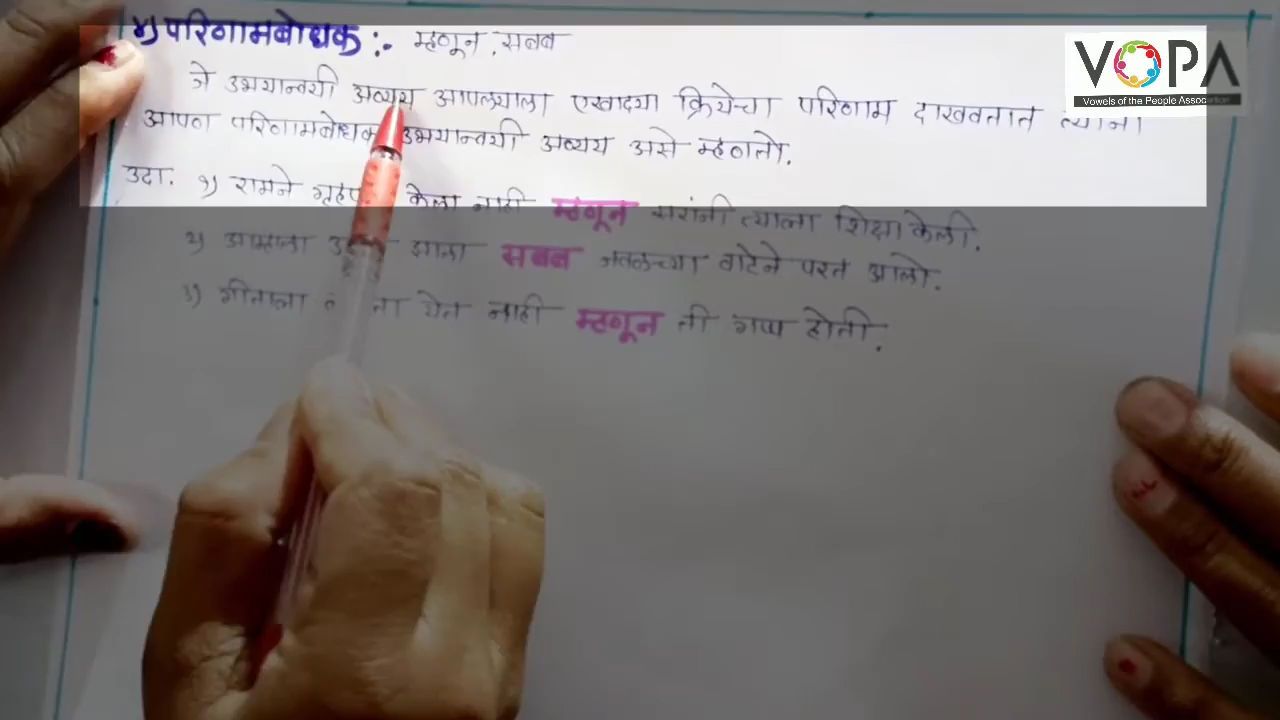 ४) परिणामबोधक :- म्हणून, सबब
जे उभयान्वयी अव्यय आपल्याला एखाद्या क्रियेचा परिणाम दाखवतात त्यांना
आपण परिणामबोधक उभयान्वयी अव्यय असे म्हणतो.
उदा. १) रामने केला नाही म्हणून सरांनी त्याला शिक्षा केली.
२) आम्हाला झाला सबब जवळच्या वाटेने परत आलो.
३) गीताला येत नाही म्हणून ती गप्प होती.
VOPA
Vowels of the People Association